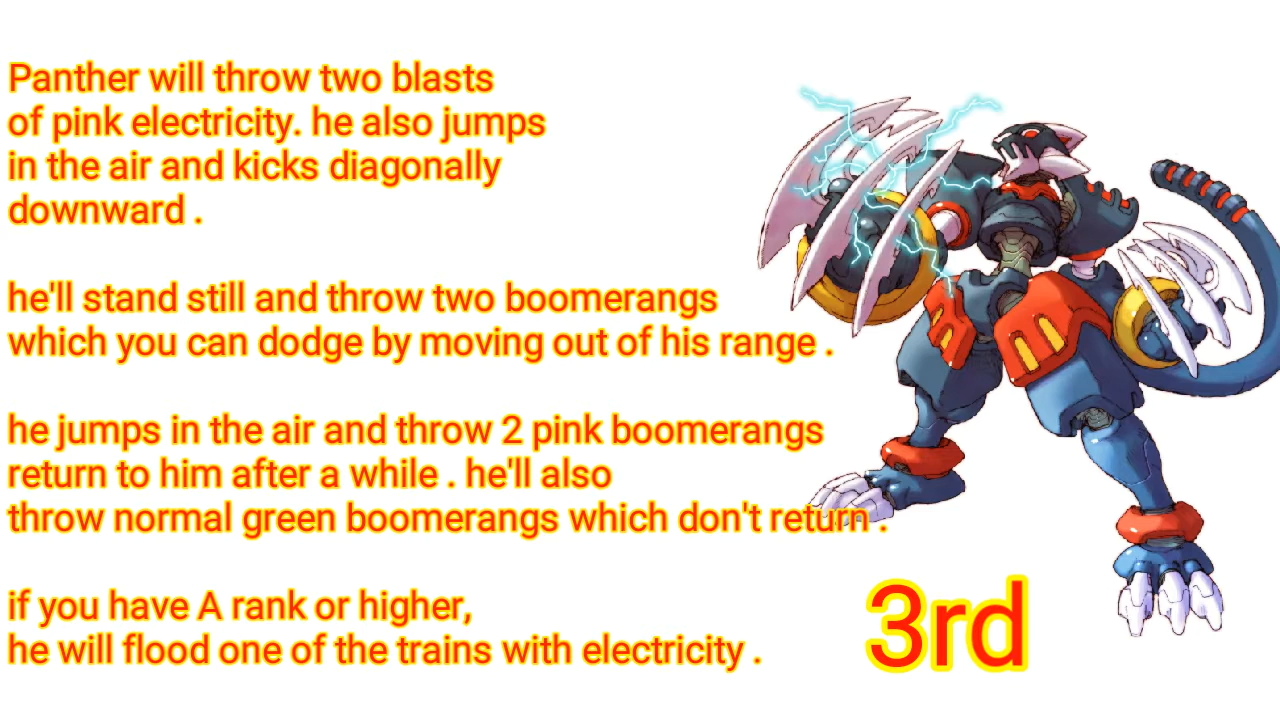 Panther will throw two blasts
of pink electricity. he also jumps
in the air and kicks diagonally
downward .
he'll stand still and throw two boomerangs
which you can dodge by moving out of his range .
he jumps in the air and throw 2 pink boomerangs
return to him after a while . he'll also
throw normal green boomerangs which don't return .
if you have A rank or higher,
he will flood one of the trains with electricity .
3rd